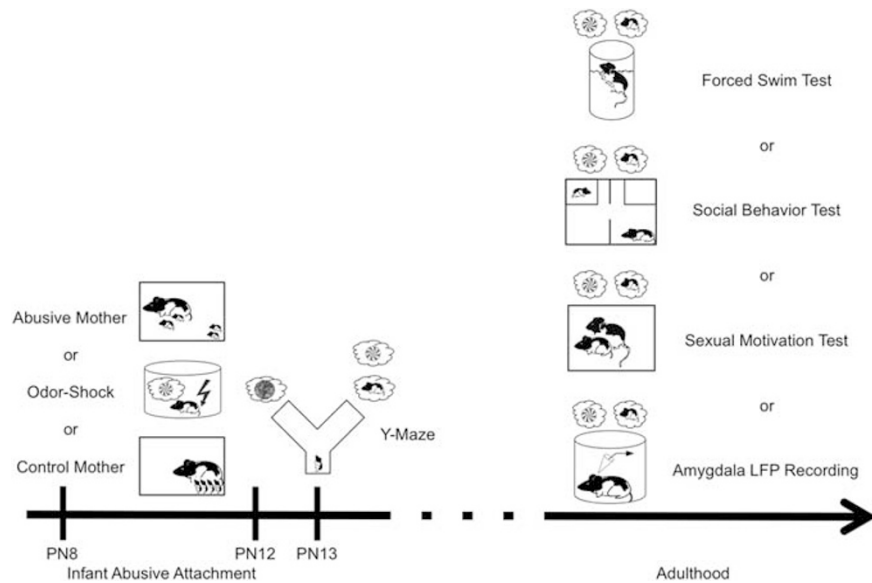 Forced Swim Test
or
Social Behavior Test
or
Sexual Motivation Test
or
Amygdala LFP Recording
Abusive Mother
or
Odor-Shock
or
Control Mother
Y-Maze
PN8
PN12
PN13
Infant Abusive Attachment
Adulthood